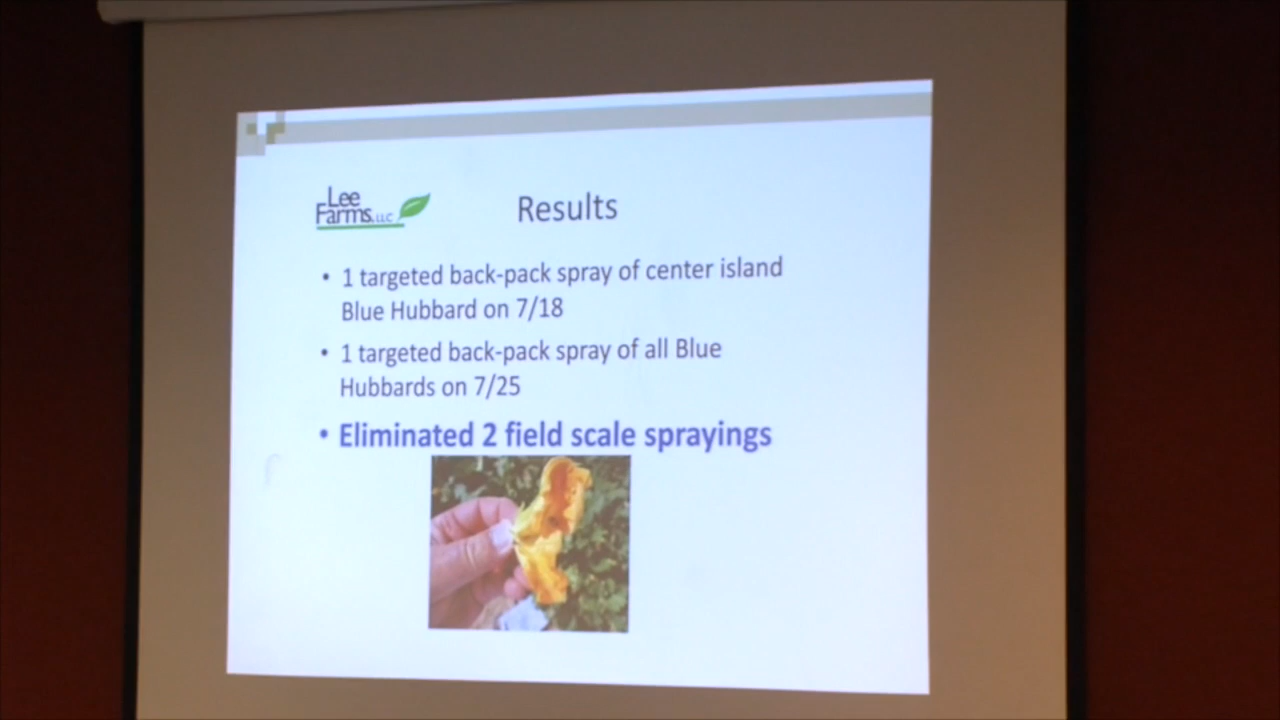 Lee
Farms, LLC
Results
• 1 targeted back-pack spray of center island
Blue Hubbard on 7/18
• 1 targeted back-pack spray of all Blue
Hubbards on 7/25
• Eliminated 2 field scale sprayings